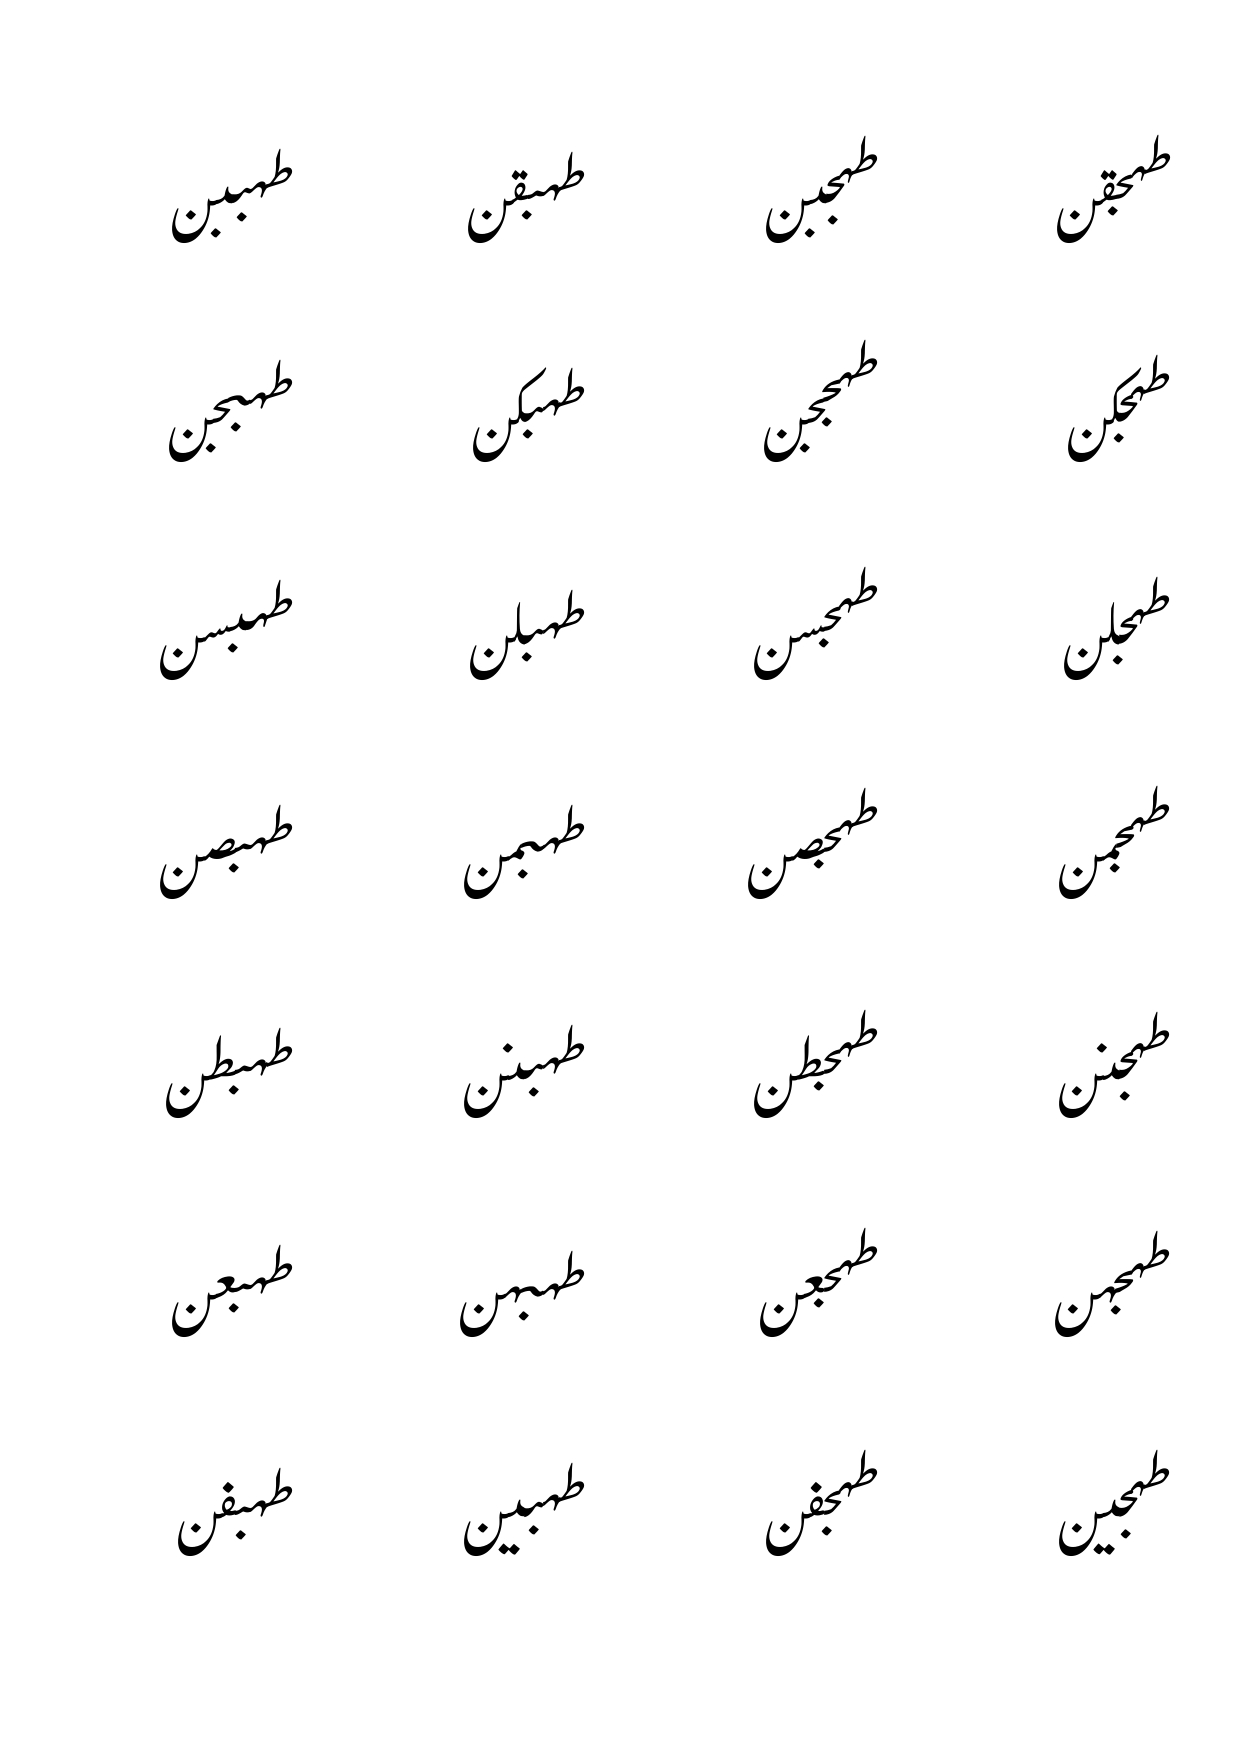 طهجقن طهجبن طهبقن طهببن
طهجكن طهججن طهبكن طهبجن
طهجلن طهجسن طهبلن طهبسن
طهجمن طهجصن طهبمن طهبصن
طهجنن طهجطن طهبنن طهبطن
طهجهن طهجعن طهبهن طهبعن
طهجين طهجفن طهبين طهبفن